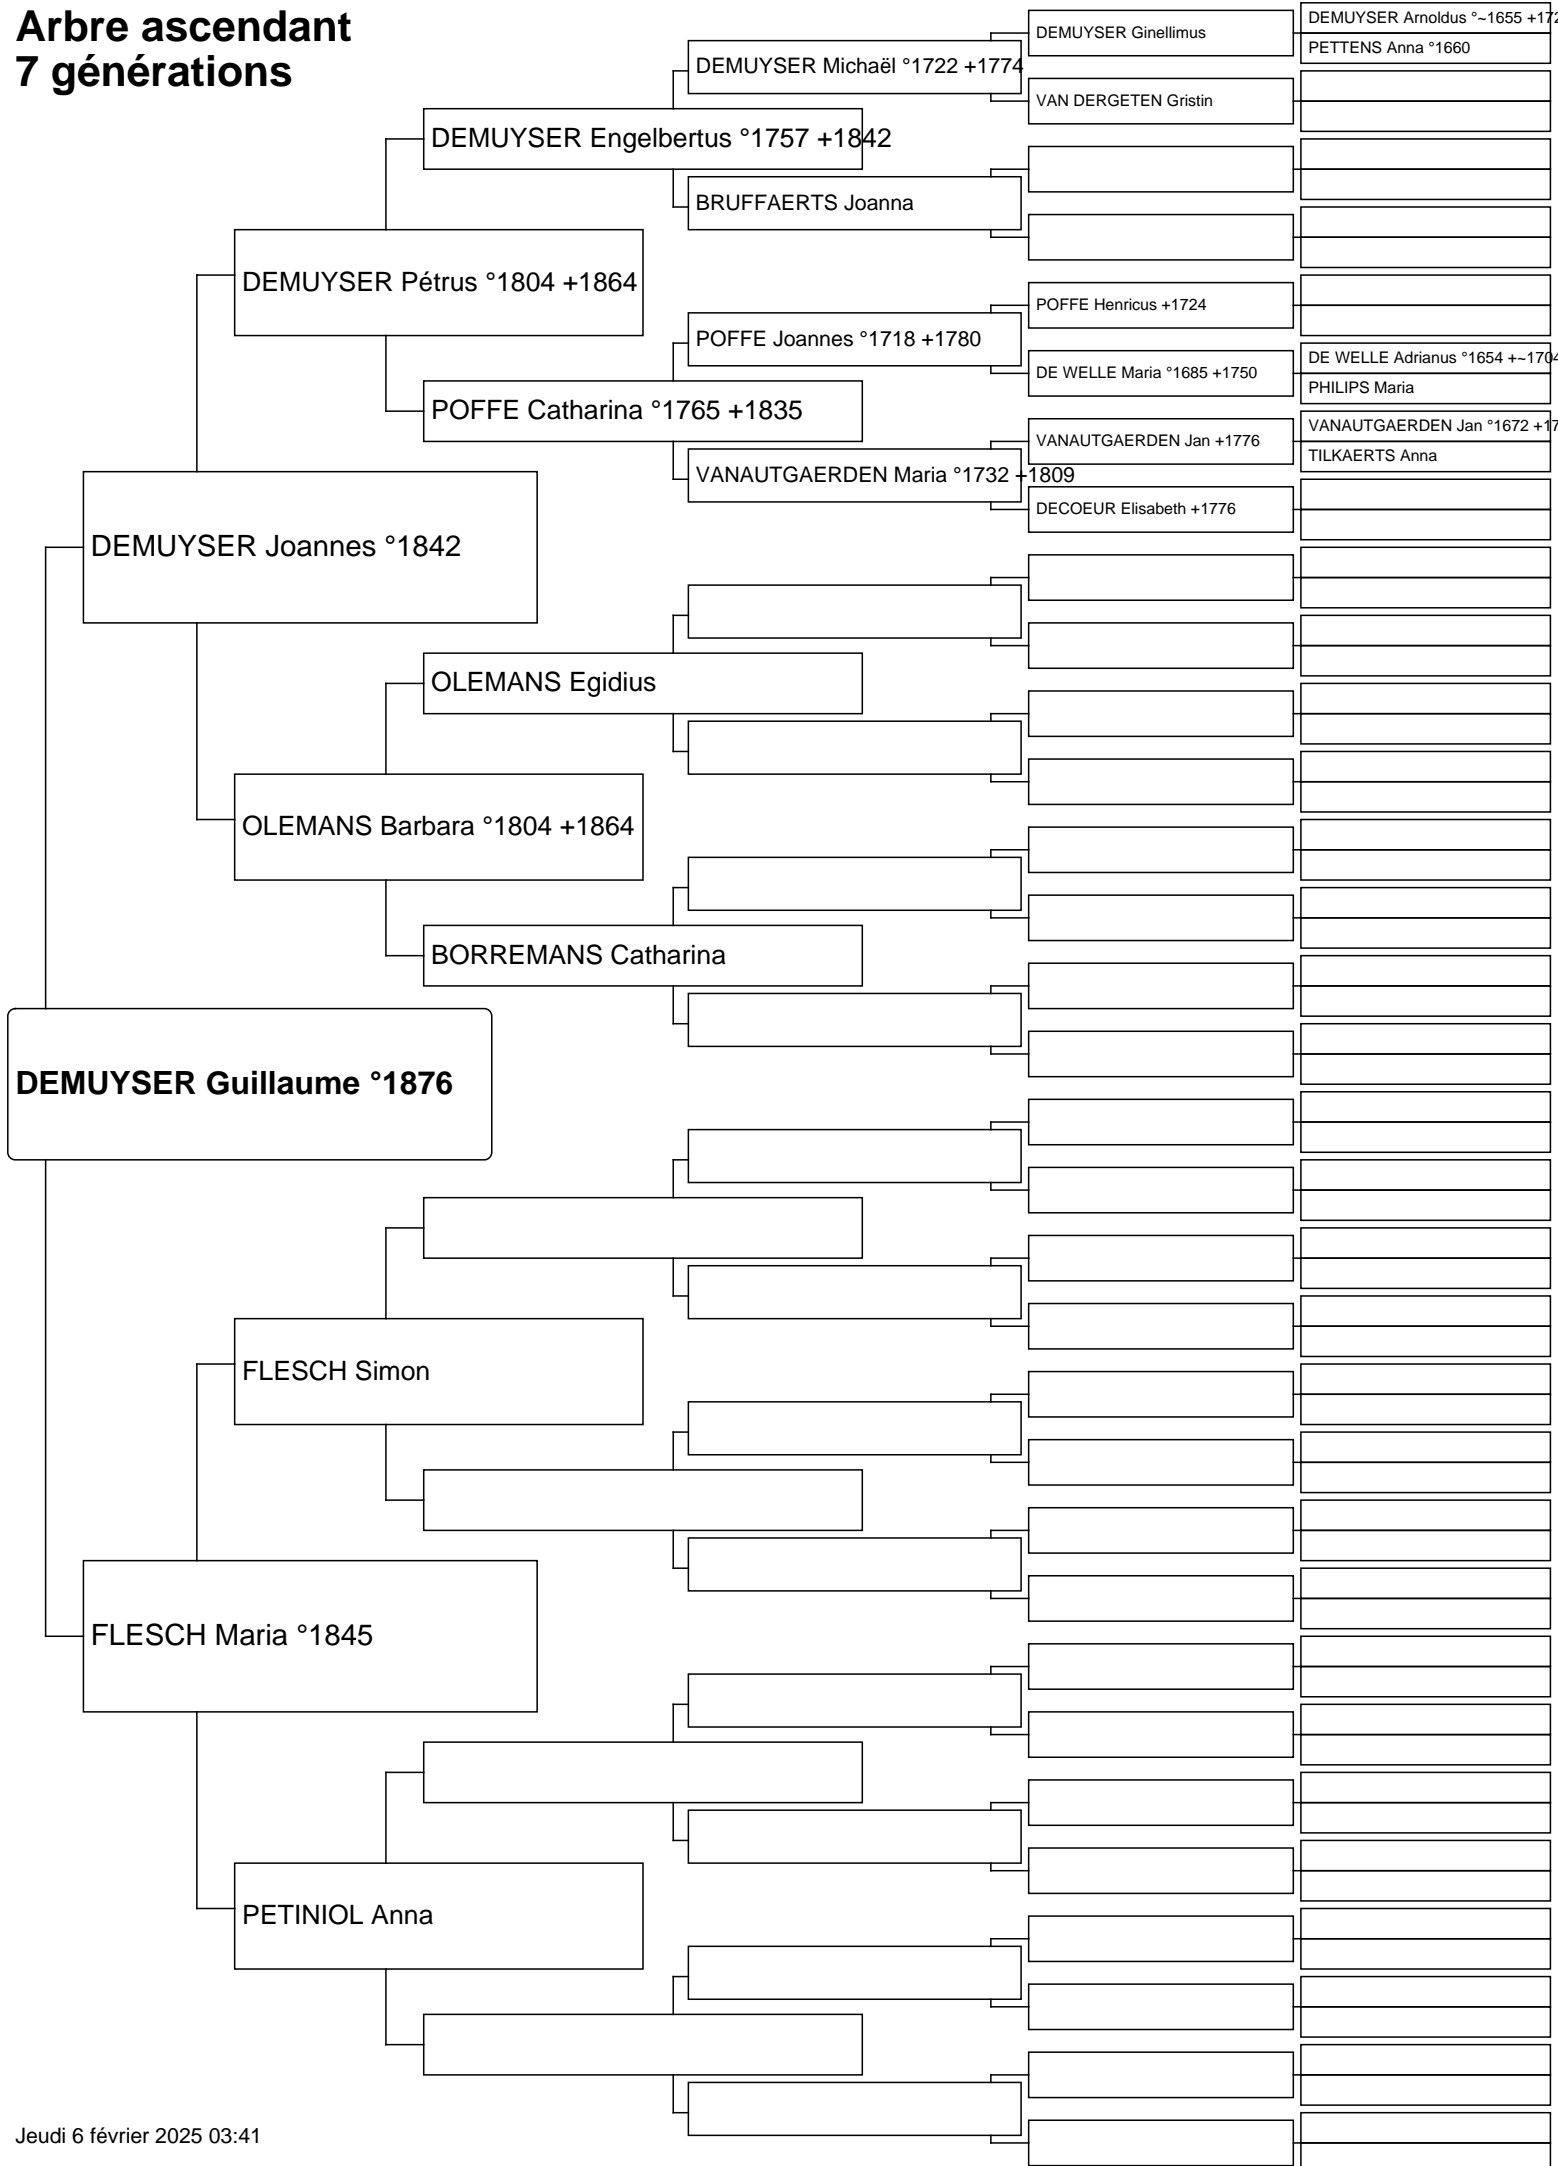 Arbre ascendant
7 générations
DEMUYSER Ginellimus
DEMUYSER Arnoldus °~1655
PETTENS Anna °1660
DEMUYSER Michaël °1722 +1774
VAN DERGETEN Gristin
DEMUYSER Engelbertus °1757 +1842
BRUFFAERTS Joanna
DEMUYSER Pétrus °1804 +1864
POFFE Henricus +1724
POFFE Joannes °1718 +1780
DE WELLE Adrianus °1654 +~1704
DE WELLE Maria °1685 +1750
PHILIPS Maria
POFFE Catharina °1765 +1835
VANAUTGAERDEN Jan °1672
VANAUTGAERDEN Jan +1776
TILKAERTS Anna
VANAUTGAERDEN Maria °1732 +1809
DECOEUR Elisabeth +1776
DEMUYSER Joannes °1842
OLEMANS Egidius
OLEMANS Barbara °1804 +1864
BORREMANS Catharina
DEMUYSER Guillaume °1876
FLESCH Simon
FLESCH Maria °1845
PETINIOL Anna
Jeudi 6 février 2025 03:41